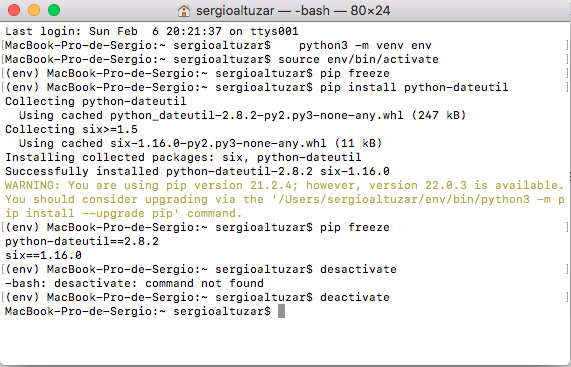 sergioaltuzar — -bash — 80×24
Last login: Sun Feb  6 20:21:37 on ttys001
[MacBook-Pro-de-Sergio:~ sergioaltuzar$    python3 -m venv env ]
[MacBook-Pro-de-Sergio:~ sergioaltuzar$ source env/bin/activate ]
[(env) MacBook-Pro-de-Sergio:~ sergioaltuzar$ pip freeze ]
[(env) MacBook-Pro-de-Sergio:~ sergioaltuzar$ pip install python-dateutil ]
Collecting python-dateutil
  Using cached python_dateutil-2.8.2-py2.py3-none-any.whl (247 kB)
Collecting six>=1.5
  Using cached six-1.16.0-py2.py3-none-any.whl (11 kB)
Installing collected packages: six, python-dateutil
Successfully installed python-dateutil-2.8.2 six-1.16.0
WARNING: You are using pip version 21.2.4; however, version 22.0.3 is available.
You should consider upgrading via the '/Users/sergioaltuzar/env/bin/python3 -m p
ip install --upgrade pip' command.
[(env) MacBook-Pro-de-Sergio:~ sergioaltuzar$ pip freeze ]
python-dateutil==2.8.2
six==1.16.0
[(env) MacBook-Pro-de-Sergio:~ sergioaltuzar$ desactivate ]
-bash: desactivate: command not found
[(env) MacBook-Pro-de-Sergio:~ sergioaltuzar$ deactivate ]
MacBook-Pro-de-Sergio:~ sergioaltuzar$